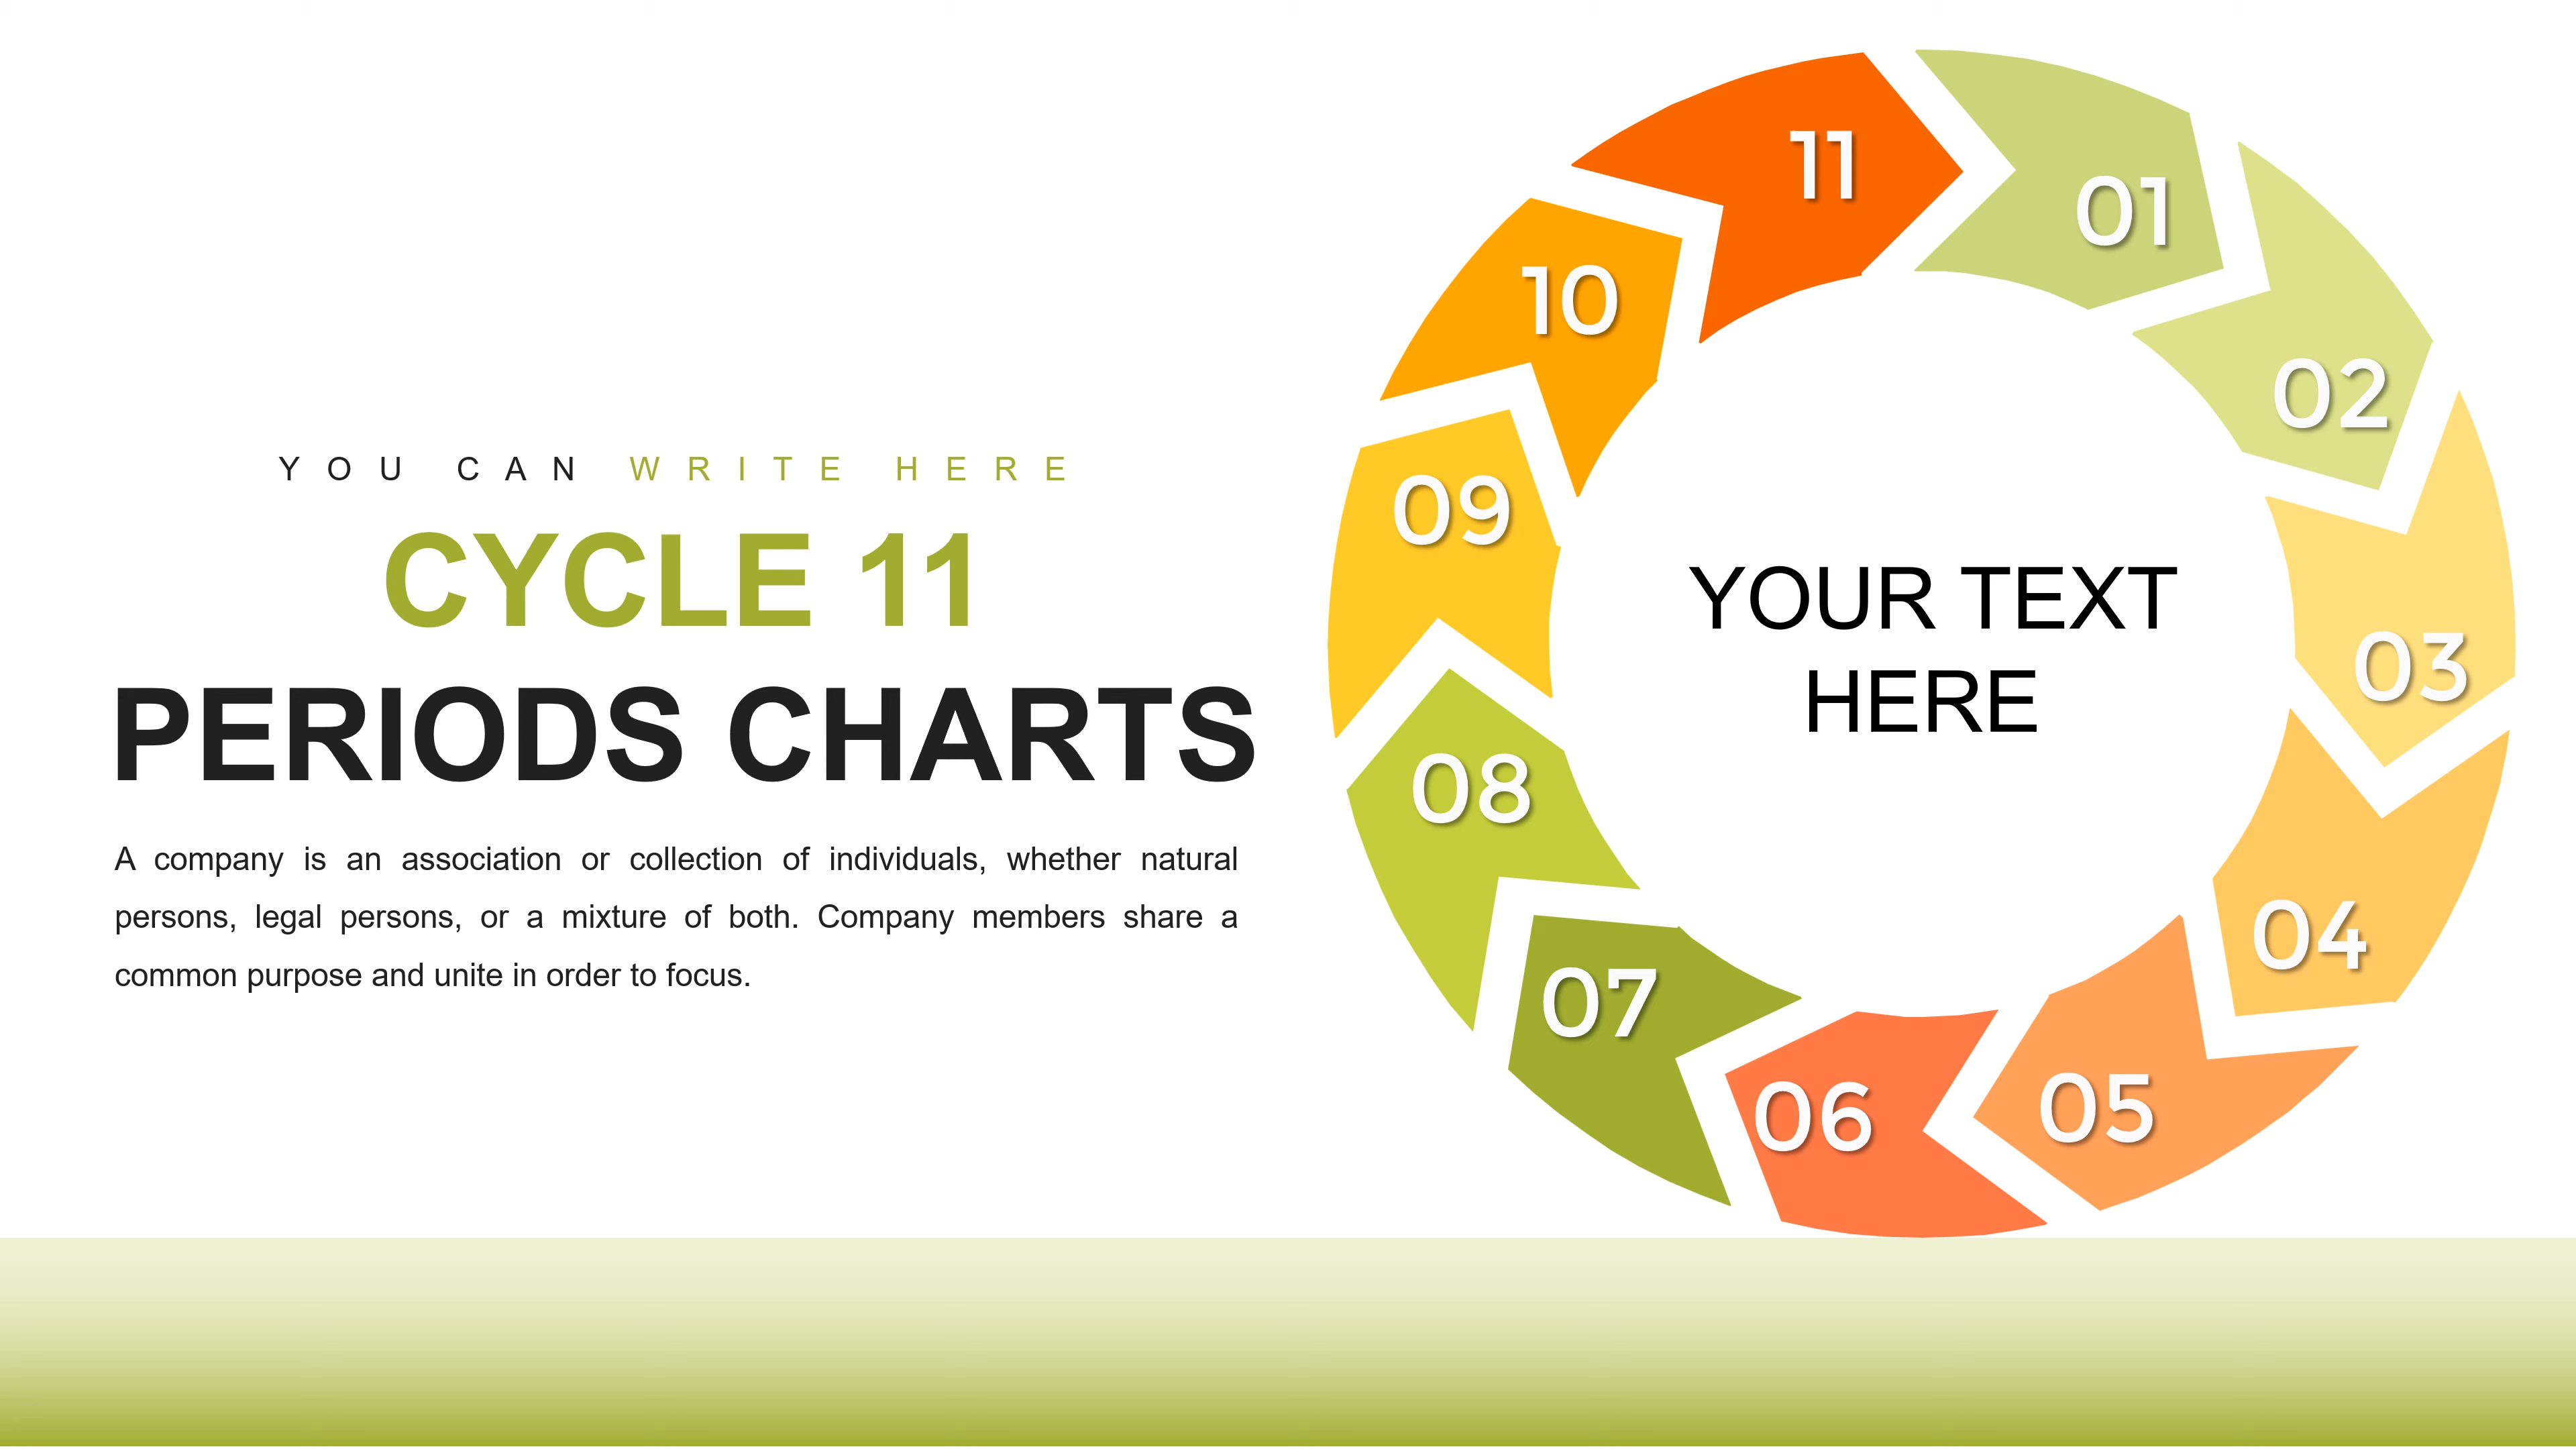 YOU CAN WRITE HERE
CYCLE 11
PERIODS CHARTS
A company is an association or collection of individuals, whether natural
persons, legal persons, or a mixture of both. Company members share a
common purpose and unite in order to focus.
YOUR TEXT
HERE
01
02
03
04
05
06
07
08
09
10
11